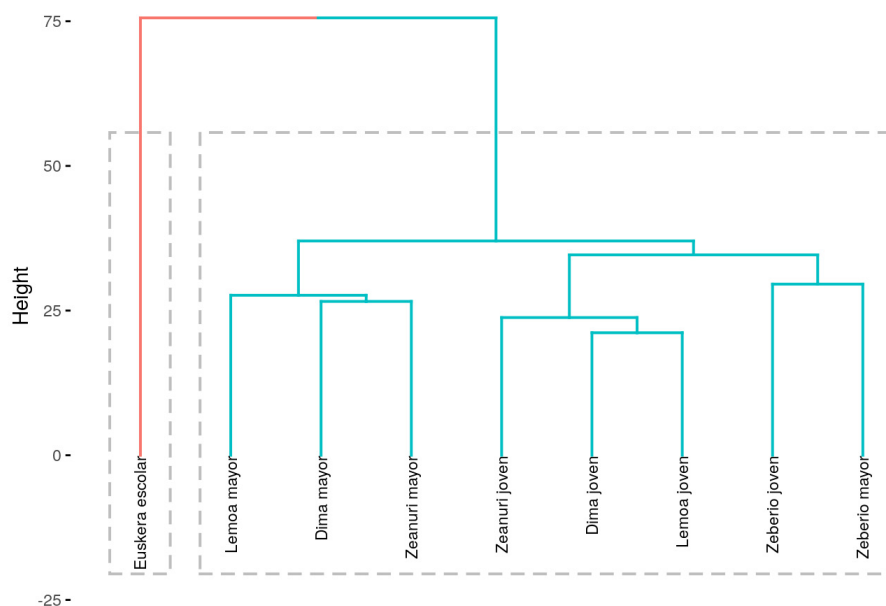 75
50
Height
25
0
-25
Euskera escolar
Lemoa mayor
Dima mayor
Zeanuri mayor
Zeanuri joven
Dima joven
Lemoa joven
Zeberio joven
Zeberio mayor